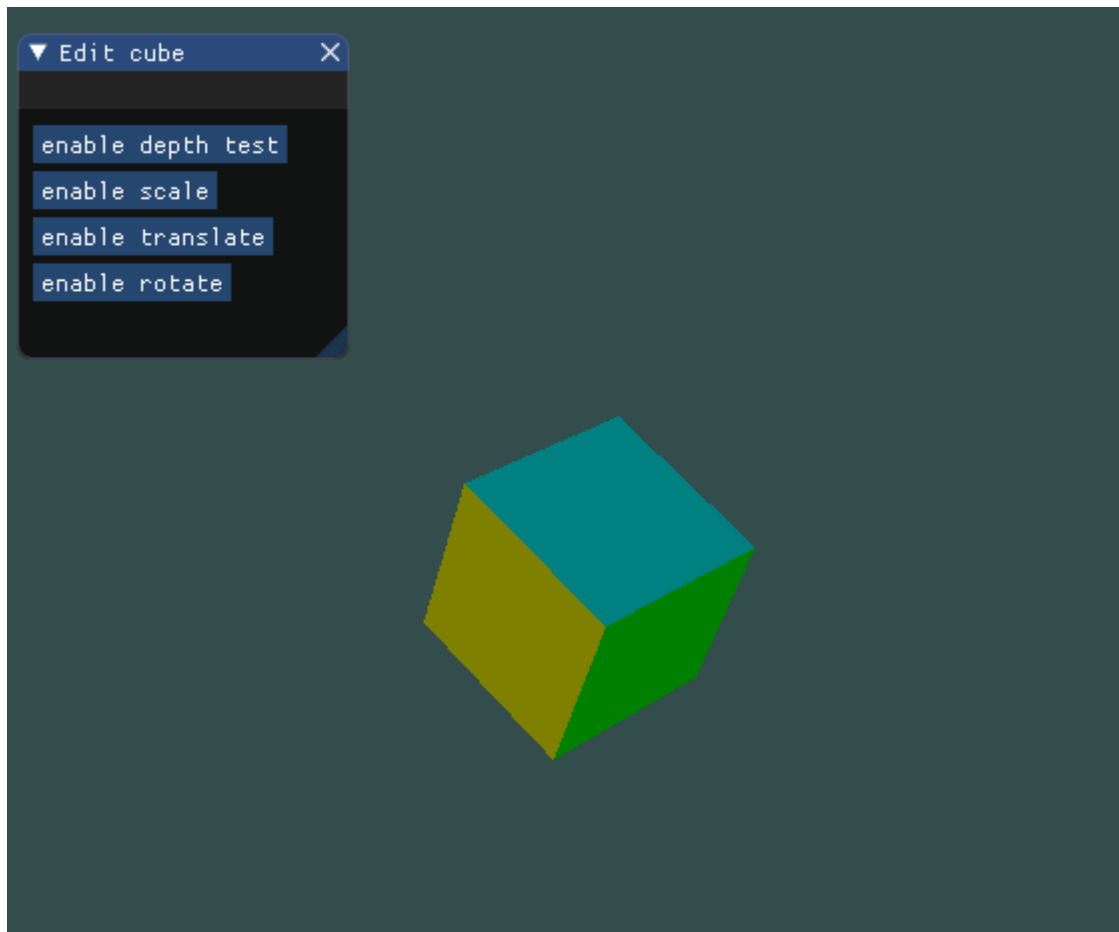 Edit cube
enable depth test
enable scale
enable translate
enable rotate